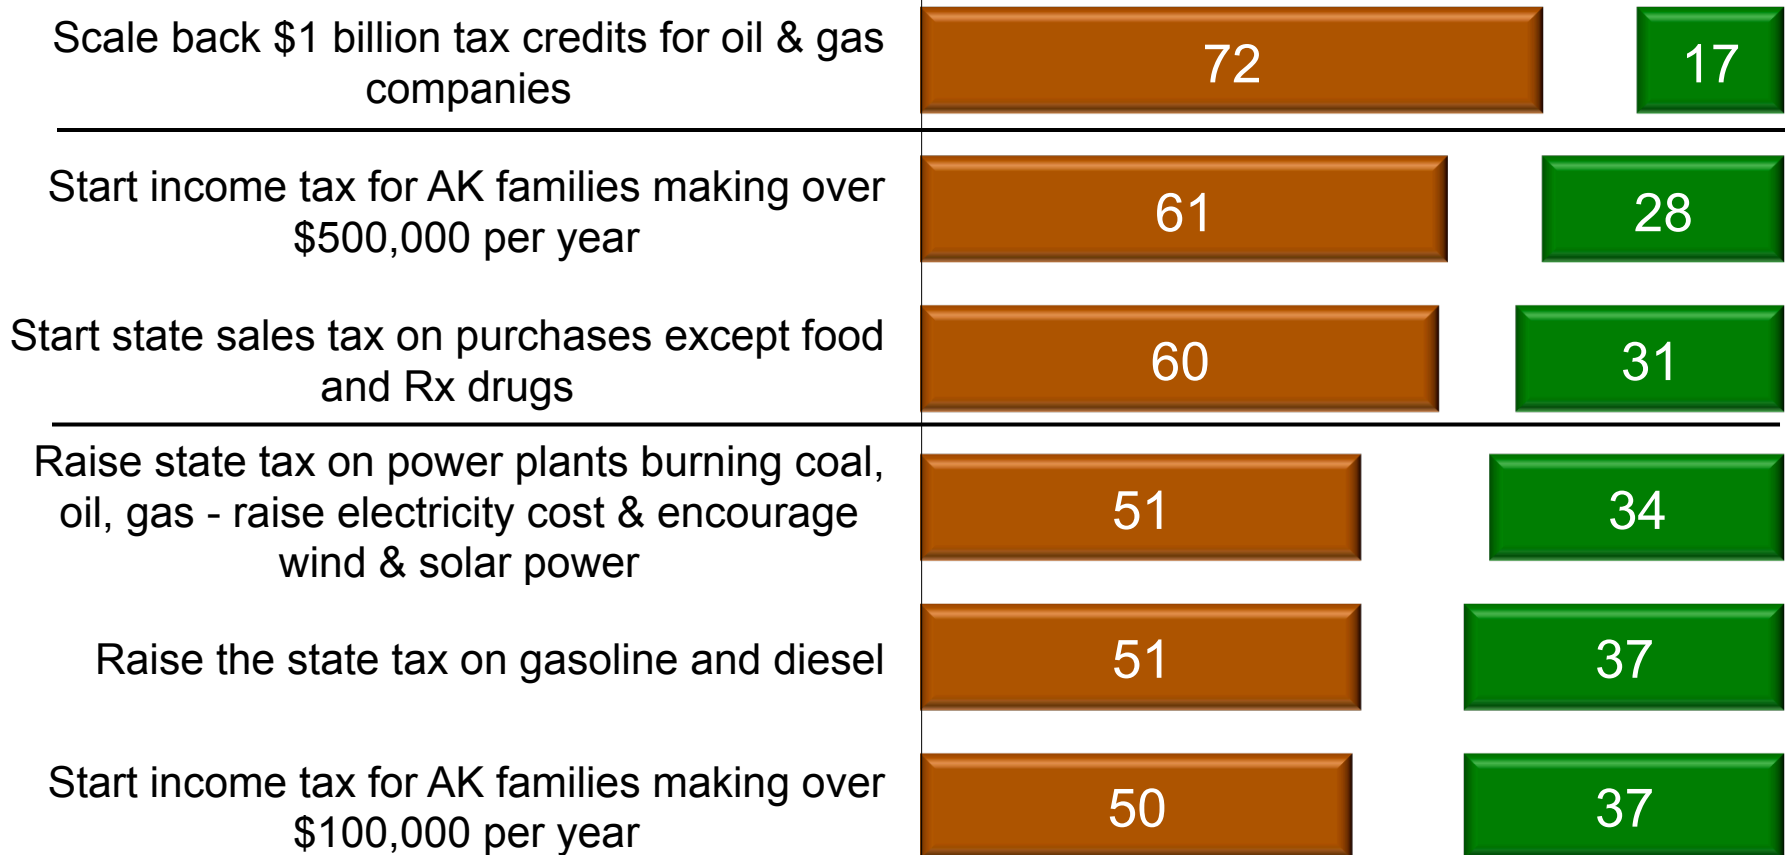 Scale back $1 billion tax credits for oil & gas
companies
72
17
Start income tax for AK families making over
$500,000 per year
61
28
Start state sales tax on purchases except food
and Rx drugs
60
31
Raise state tax on power plants burning coal,
oil, gas - raise electricity cost & encourage
wind & solar power
51
34
Raise the state tax on gasoline and diesel
51
37
Start income tax for AK families making over
$100,000 per year
50
37